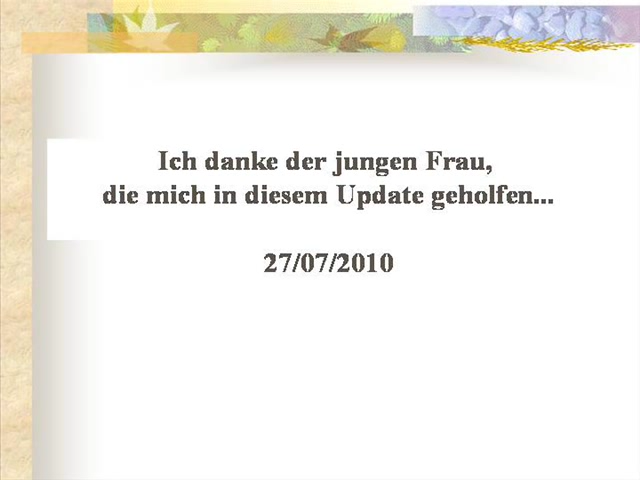 Ich danke der jungen Frau,
die mich in diesem Update geholfen...
27/07/2010